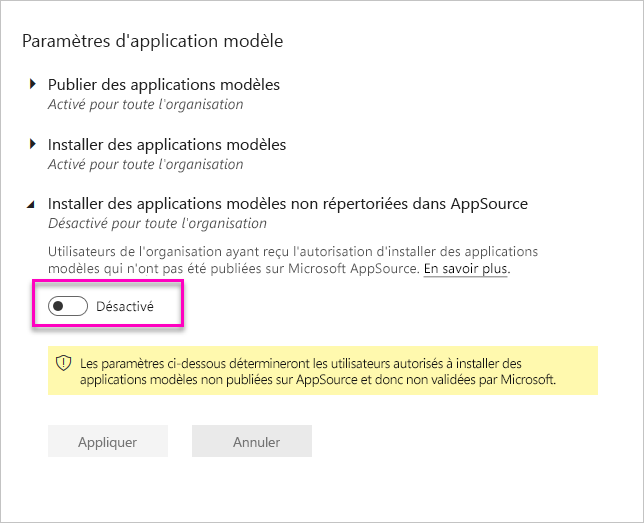 Paramètres d'application modèle
Publier des applications modèles
Activé pour toute l'organisation
Installer des applications modèles
Activé pour toute l'organisation
Installer des applications modèles non répertoriées dans AppSource
Désactivé pour toute l'organisation
Utilisateurs de l'organisation ayant reçu l'autorisation d'installer des applications
modèles qui n'ont pas été publiées sur Microsoft AppSource. En savoir plus.
Désactivé
Les paramètres ci-dessous détermineront les utilisateurs autorisés à installer des
applications modèles non publiées sur AppSource et donc non validées par Microsoft.
Appliquer
Annuler